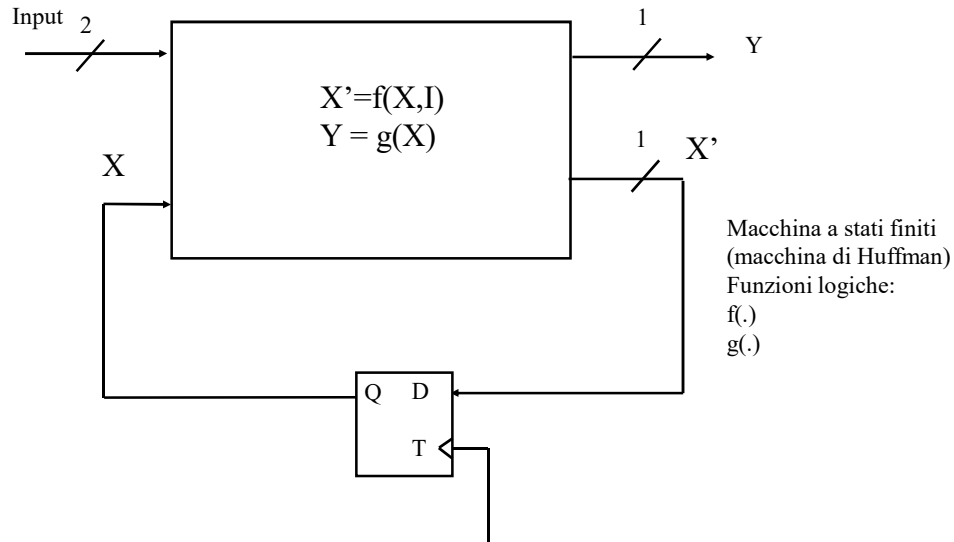 Input
2
1
Y
X’=f(X,I)
Y = g(X)
1
X’
X
Macchina a stati finiti
(macchina di Huffman)
Funzioni logiche:
f(.)
g(.)
Q D
T